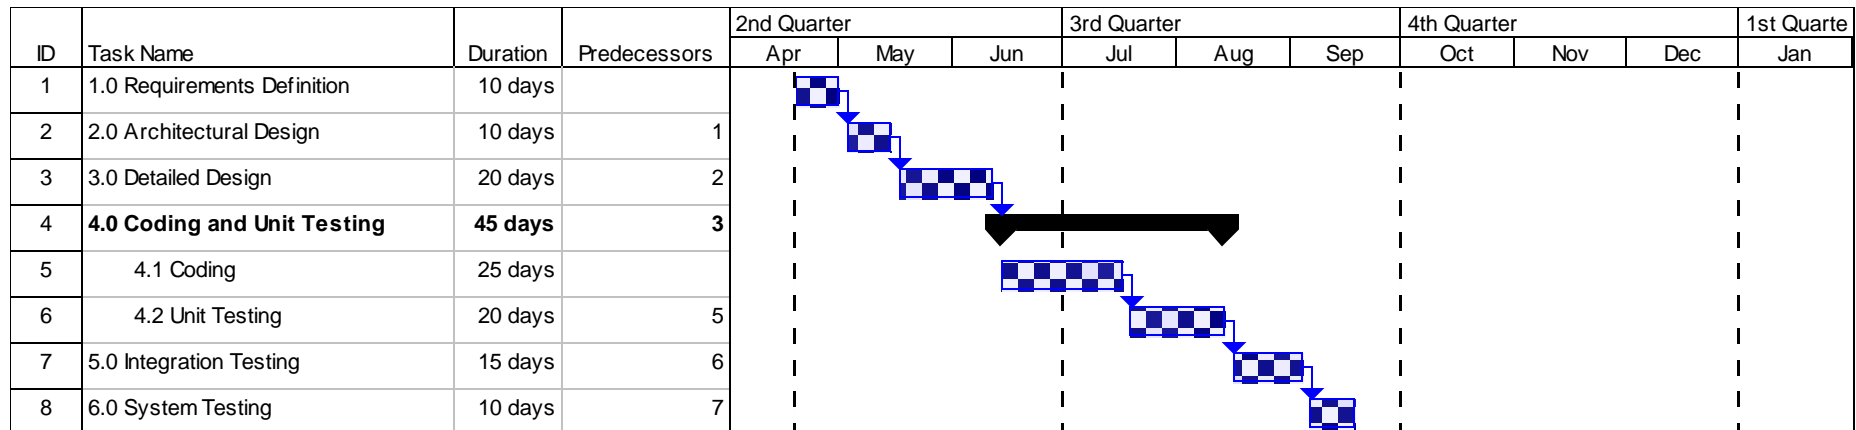 2nd Quarter 3rd Quarter 4th Quarter 1st Quarte
ID Task Name Duration Predecessors Apr May Jun Jul Aug Sep Oct Nov Dec Jan
1 1.0 Requirements Definition 10 days
2 2.0 Architectural Design 10 days 1
3 3.0 Detailed Design 20 days 2
4 4.0 Coding and Unit Testing 45 days 3
5 4.1 Coding 25 days
6 4.2 Unit Testing 20 days 5
7 5.0 Integration Testing 15 days 6
8 6.0 System Testing 10 days 7